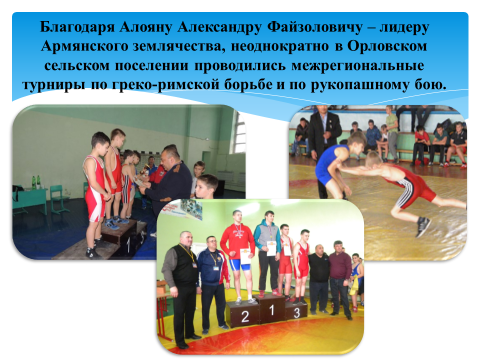 Благодаря Алояну Александру Файзоловичу – лидеру
Армянского землячества, неоднократно в Орловском
сельском поселении проводились межрегиональные
турниры по греко-римской борьбе и по рукопашному бою.
2 1 3